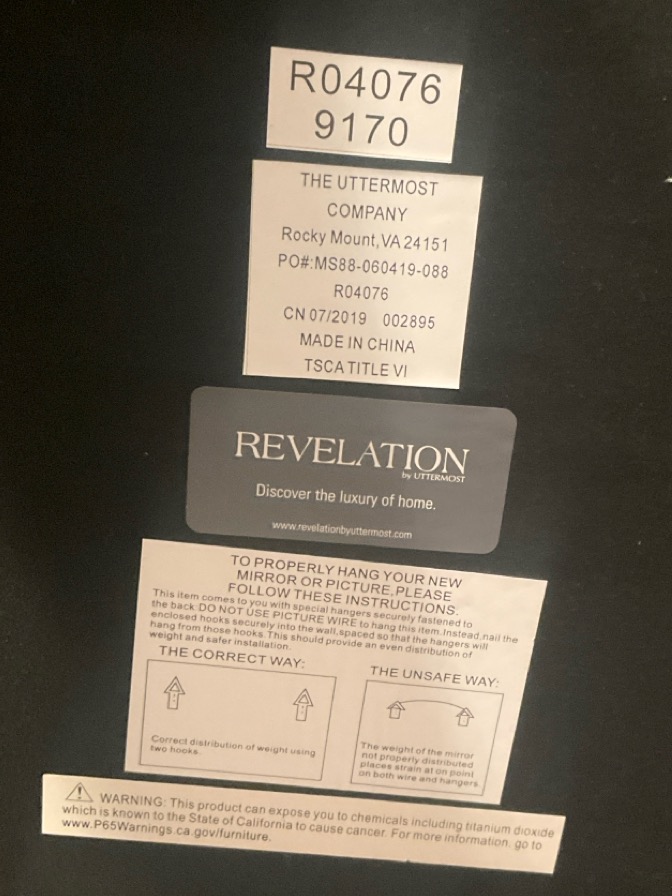 R04076
9170
THE UTTERMOST
COMPANY
Rocky Mount,VA 24151
PO#:MS88-060419-088
R04076
CN 07/2019 002895
MADE IN CHINA
TSCA TITLE VI
REVELATION
by UTTERMOST
Discover the luxury of home.
www.revelationbyuttermost.com
TO PROPERLY HANG YOUR NEW
MIRROR OR PICTURE, PLEASE
FOLLOW THESE INSTRUCTIONS.
This item comes to you with special hangers securely fastened to
the back. DO NOT USE PICTURE WIRE to hang this item. Instead, nail the
enclosed hooks securely into the wall, spaced so that the hangers will
hang from those hooks. This should provide an even distribution of
weight and safer installation.
THE CORRECT WAY:
Correct distribution of weight using
two hooks.
THE UNSAFE WAY:
The weight of the mirror
not properly distributed
places strain at on point
on both wire and hangers.
WARNING: This product can expose you to chemicals including titanium dioxide
which is known to the State of California to cause cancer. For more information, go to
www.P65Warnings.ca.gov/furniture.